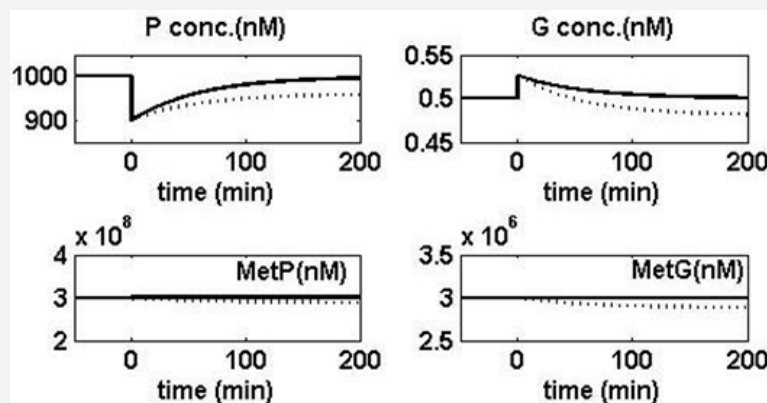 P conc.(nM)
1000
900
0 100 200
time (min)
G conc.(nM)
0.55
0.5
0.45
0 100 200
time (min)
x 10^8
4
3
2
MetP(nM)
0 100 200
time (min)
x 10^6
3.5
3
2.5
MetG(nM)
0 100 200
time (min)